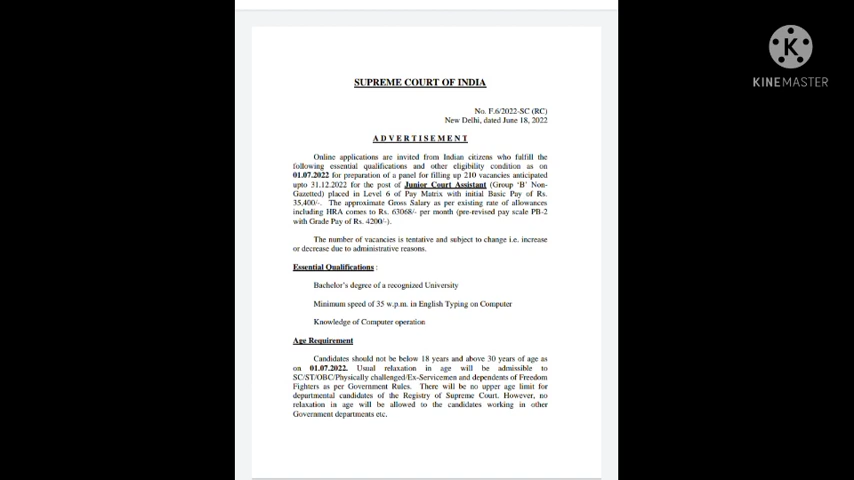 KINEMASTER
SUPREME COURT OF INDIA
No. F.6/2022-SC (RC)
New Delhi, dated June 18, 2022
ADVERTISEMENT
Online applications are invited from Indian citizens who fulfill the
following essential qualifications and other eligibility condition as on
01.07.2022 for preparation of a panel for filling up 210 vacancies anticipated
upto 31.12.2022 for the post of Junior Court Assistant (Group ‘B’ Non-
Gazetted) placed in Level 6 of Pay Matrix with initial Basic Pay of Rs.
35,400/-. The approximate Gross Salary as per existing rate of allowances
including HRA comes to Rs. 63068/- per month (pre-revised pay scale PB-2
with Grade Pay of Rs. 4200/-).
The number of vacancies is tentative and subject to change i.e. increase
or decrease due to administrative reasons.
Essential Qualifications :
Bachelor’s degree of a recognized University
Minimum speed of 35 w.p.m. in English Typing on Computer
Knowledge of Computer operation
Age Requirement
Candidates should not be below 18 years and above 30 years of age as
on 01.07.2022. Usual relaxation in age will be admissible to
SC/ST/OBC/Physically challenged/Ex-Servicemen and dependents of Freedom
Fighters as per Government Rules. There will be no upper age limit for
departmental candidates of the Registry of Supreme Court. However, no
relaxation in age will be allowed to the candidates working in other
Government departments etc.